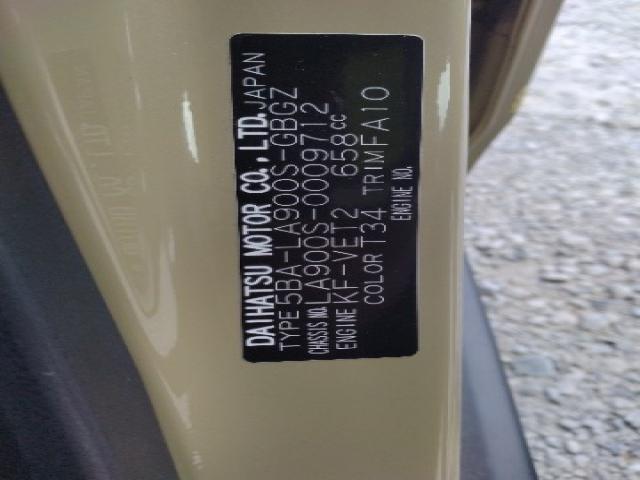 DAIHATSU MOTOR CO., LTD. JAPAN
TYPE 5BA-LA900S-GBGZ
CHASSIS NO. LA900S-0009712
ENGINE KF-VET2 658cc
COLOR T34 TRIM FA10
ENGINE NO.